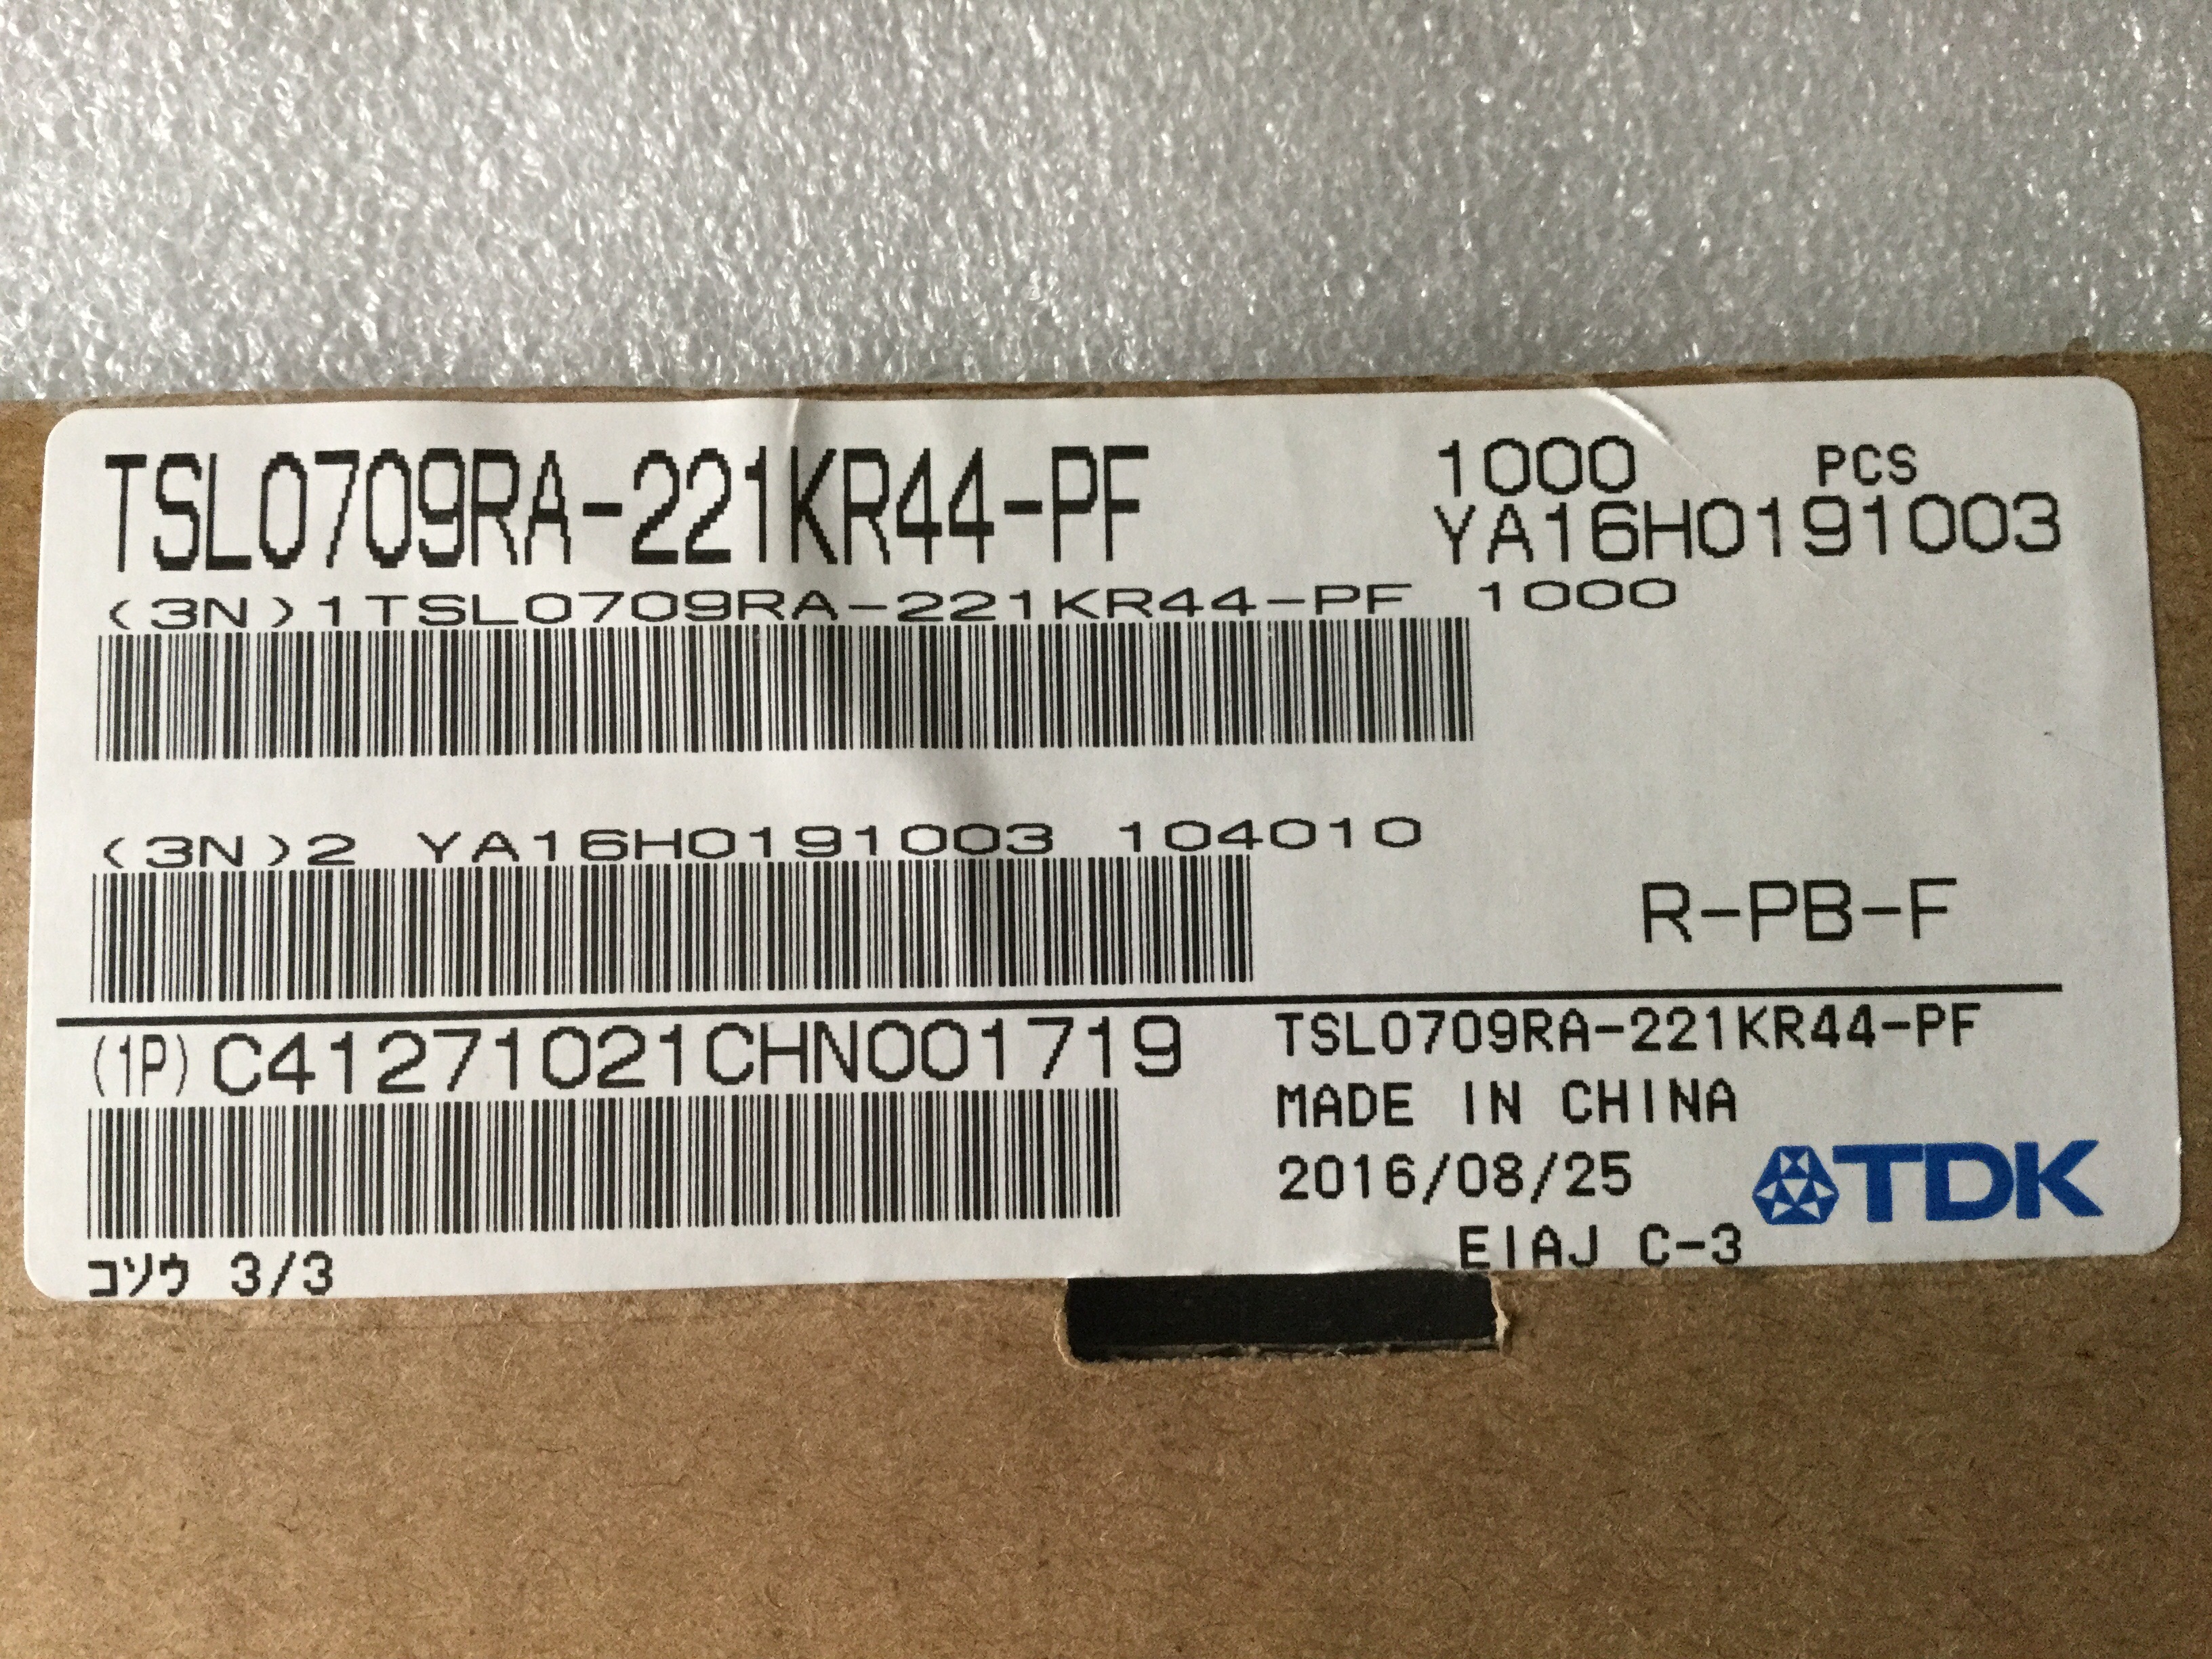 TSL0709RA-221KR44-PF
1000 PCS
YA16H0191003
(3N)1TSL0709RA-221KR44-PF 1000
(3N)2 YA16H0191003 104010
R-PB-F
(1P)C41271021CHN001719
TSL0709RA-221KR44-PF
MADE IN CHINA
2016/08/25
TDK
EIAJ C-3
コソウ 3/3